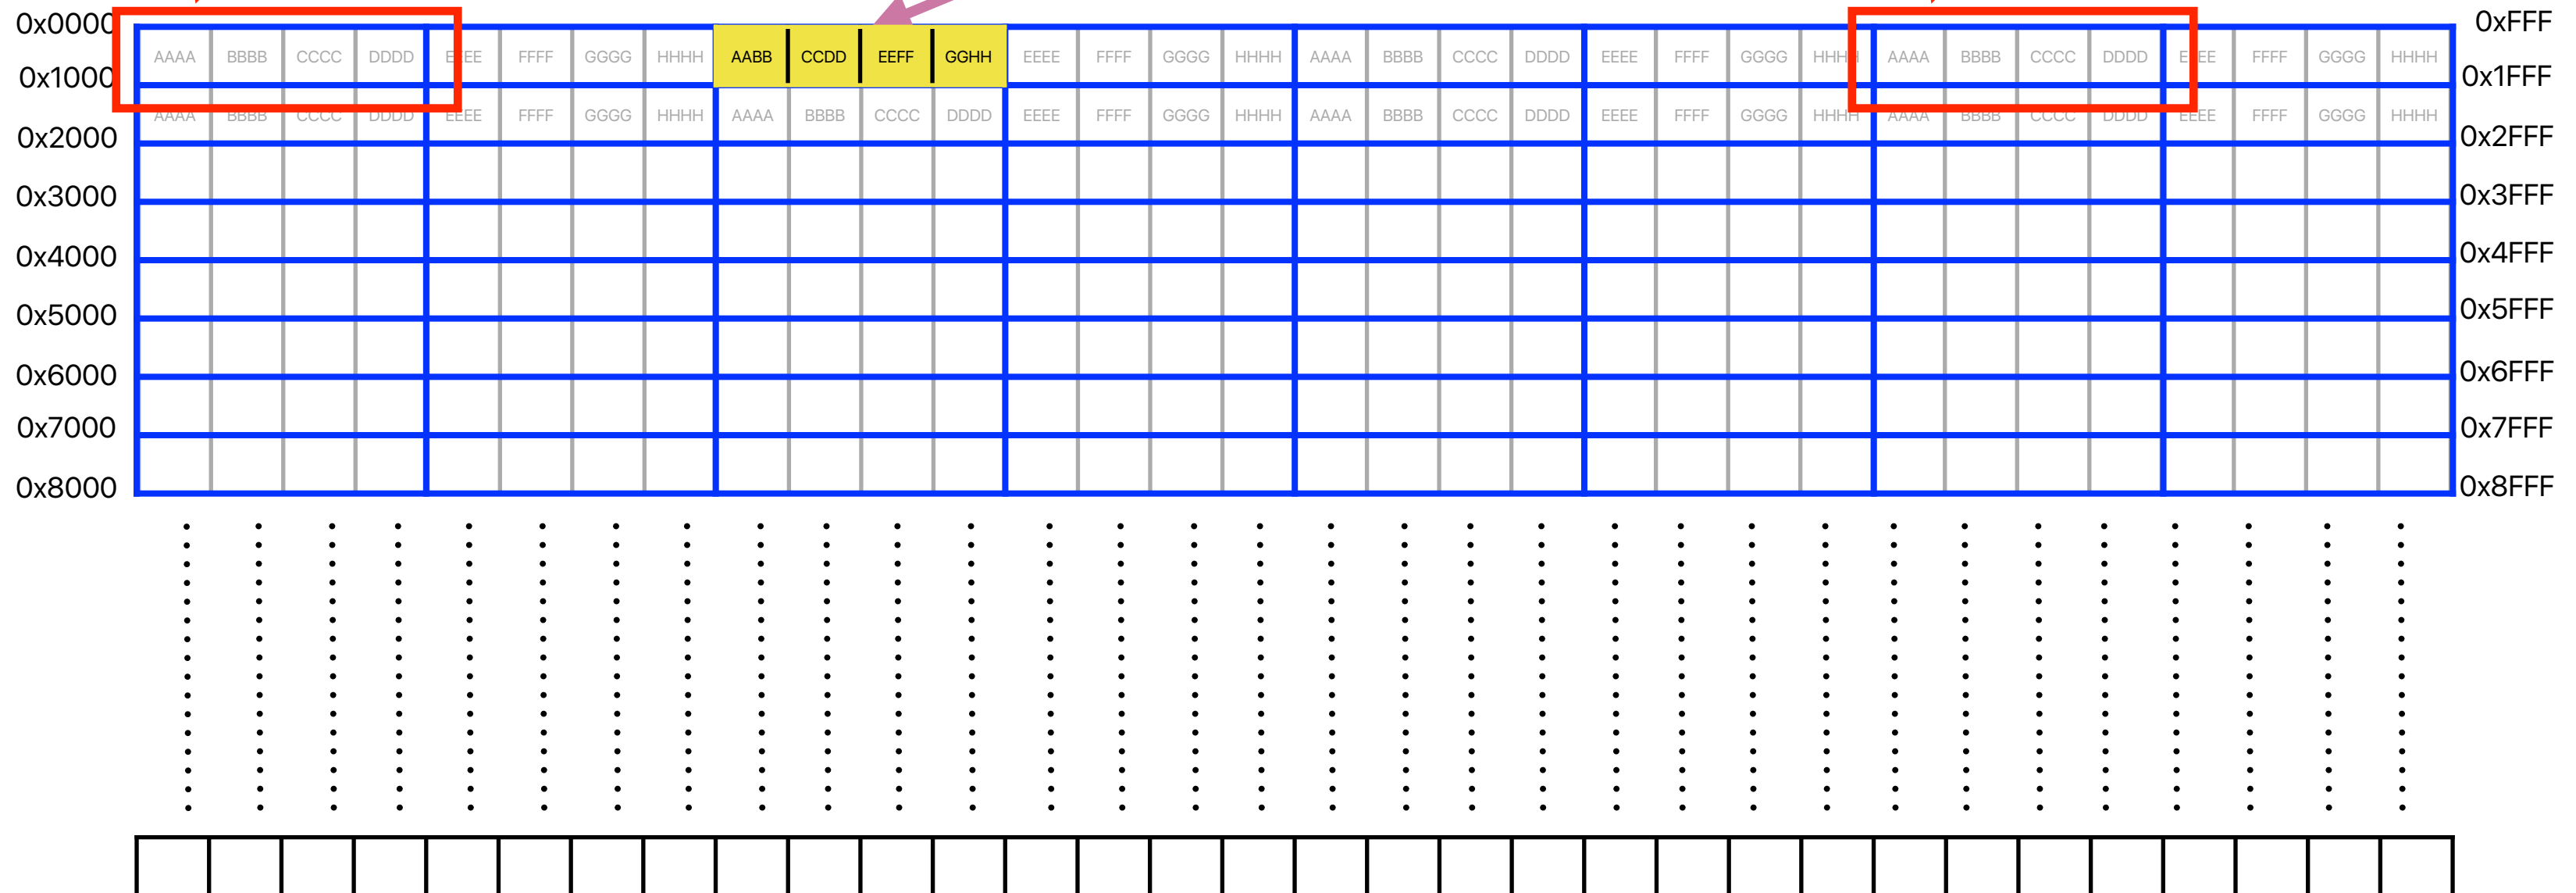 0x0000 0xFFF
AAAA BBBB CCCC DDDD EEEE FFFF GGGG HHHH AABB CCDD EEFF GGHH EEEE FFFF GGGG HHHH AAAA BBBB CCCC DDDD EEEE FFFF GGGG HHHH AAAA BBBB CCCC DDDD EEEE FFFF GGGG HHHH
0x1000 0x1FFF
AAAA BBBB CCCC DDDD EEEE FFFF GGGG HHHH AAAA BBBB CCCC DDDD EEEE FFFF GGGG HHHH AAAA BBBB CCCC DDDD EEEE FFFF GGGG HHHH AAAA BBBB CCCC DDDD EEEE FFFF GGGG HHHH
0x2000 0x2FFF
0x3000 0x3FFF
0x4000 0x4FFF
0x5000 0x5FFF
0x6000 0x6FFF
0x7000 0x7FFF
0x8000 0x8FFF